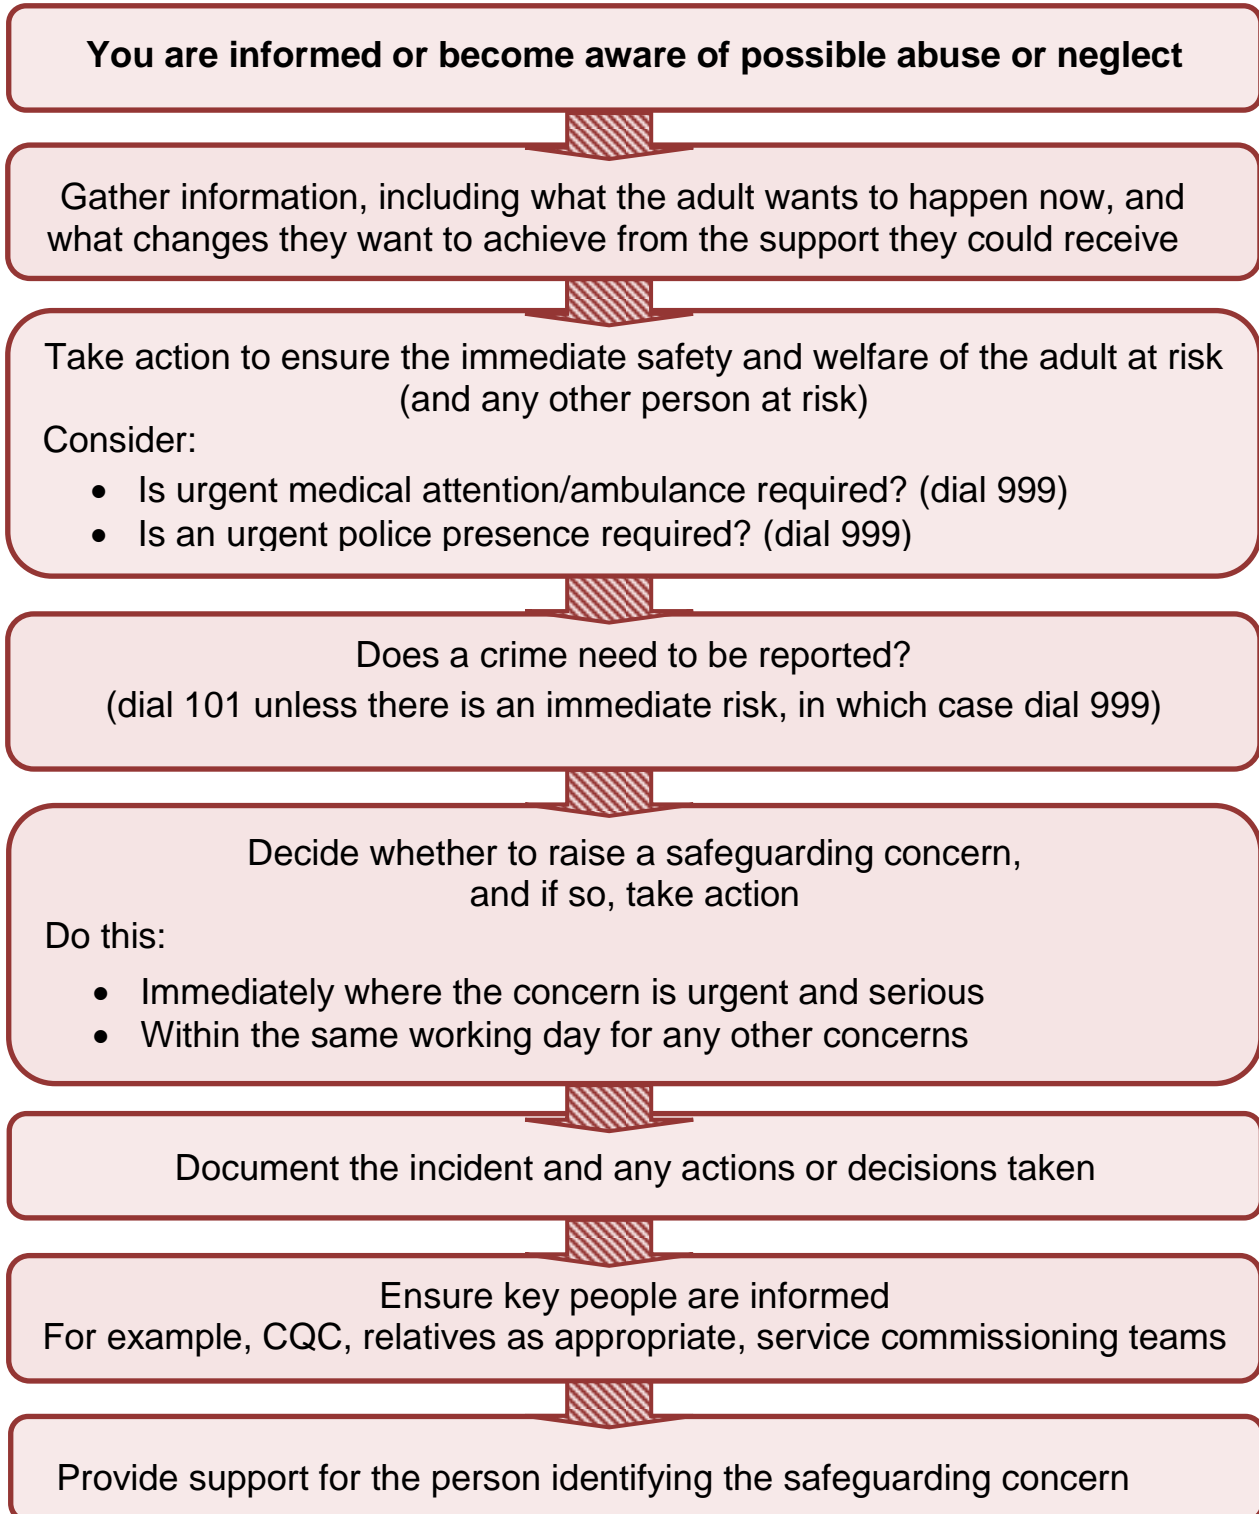 You are informed or become aware of possible abuse or neglect
Gather information, including what the adult wants to happen now, and
what changes they want to achieve from the support they could receive
Take action to ensure the immediate safety and welfare of the adult at risk
(and any other person at risk)
Consider:
• Is urgent medical attention/ambulance required? (dial 999)
• Is an urgent police presence required? (dial 999)
Does a crime need to be reported?
(dial 101 unless there is an immediate risk, in which case dial 999)
Decide whether to raise a safeguarding concern,
and if so, take action
Do this:
• Immediately where the concern is urgent and serious
• Within the same working day for any other concerns
Document the incident and any actions or decisions taken
Ensure key people are informed
For example, CQC, relatives as appropriate, service commissioning teams
Provide support for the person identifying the safeguarding concern